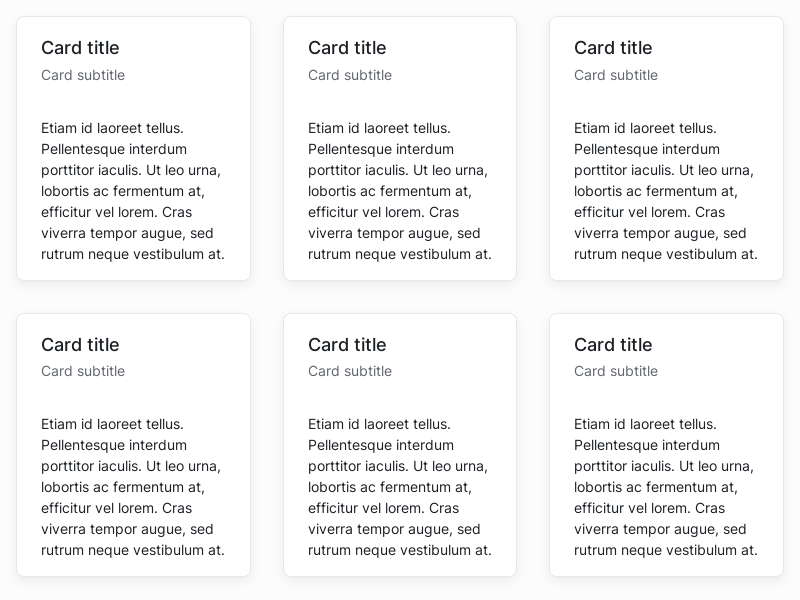 Card title
Card subtitle
Etiam id laoreet tellus.
Pellentesque interdum
porttitor iaculis. Ut leo urna,
lobortis ac fermentum at,
efficitur vel lorem. Cras
viverra tempor augue, sed
rutrum neque vestibulum at.
Card title
Card subtitle
Etiam id laoreet tellus.
Pellentesque interdum
porttitor iaculis. Ut leo urna,
lobortis ac fermentum at,
efficitur vel lorem. Cras
viverra tempor augue, sed
rutrum neque vestibulum at.
Card title
Card subtitle
Etiam id laoreet tellus.
Pellentesque interdum
porttitor iaculis. Ut leo urna,
lobortis ac fermentum at,
efficitur vel lorem. Cras
viverra tempor augue, sed
rutrum neque vestibulum at.
Card title
Card subtitle
Etiam id laoreet tellus.
Pellentesque interdum
porttitor iaculis. Ut leo urna,
lobortis ac fermentum at,
efficitur vel lorem. Cras
viverra tempor augue, sed
rutrum neque vestibulum at.
Card title
Card subtitle
Etiam id laoreet tellus.
Pellentesque interdum
porttitor iaculis. Ut leo urna,
lobortis ac fermentum at,
efficitur vel lorem. Cras
viverra tempor augue, sed
rutrum neque vestibulum at.
Card title
Card subtitle
Etiam id laoreet tellus.
Pellentesque interdum
porttitor iaculis. Ut leo urna,
lobortis ac fermentum at,
efficitur vel lorem. Cras
viverra tempor augue, sed
rutrum neque vestibulum at.